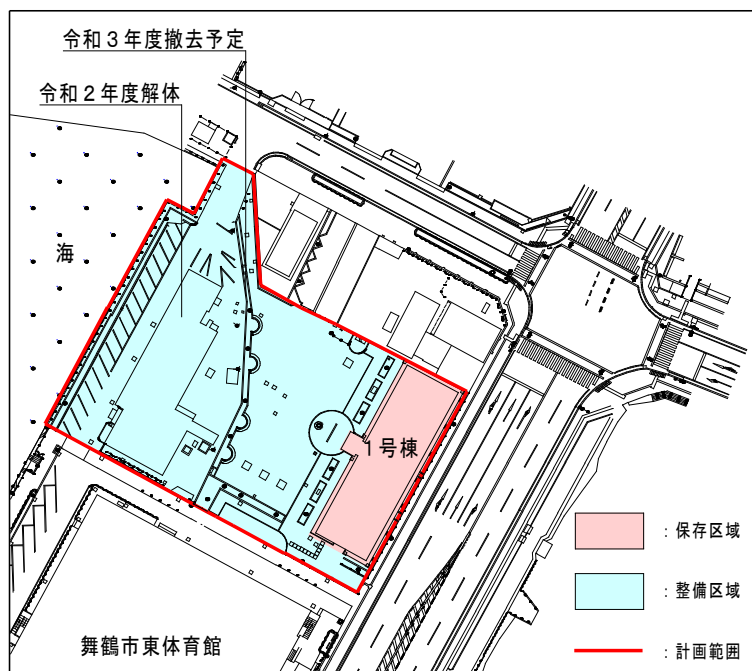 令和３年度撤去予定
令和２年度解体
海
１号棟
：保存区域
：整備区域
：計画範囲
舞鶴市東体育館